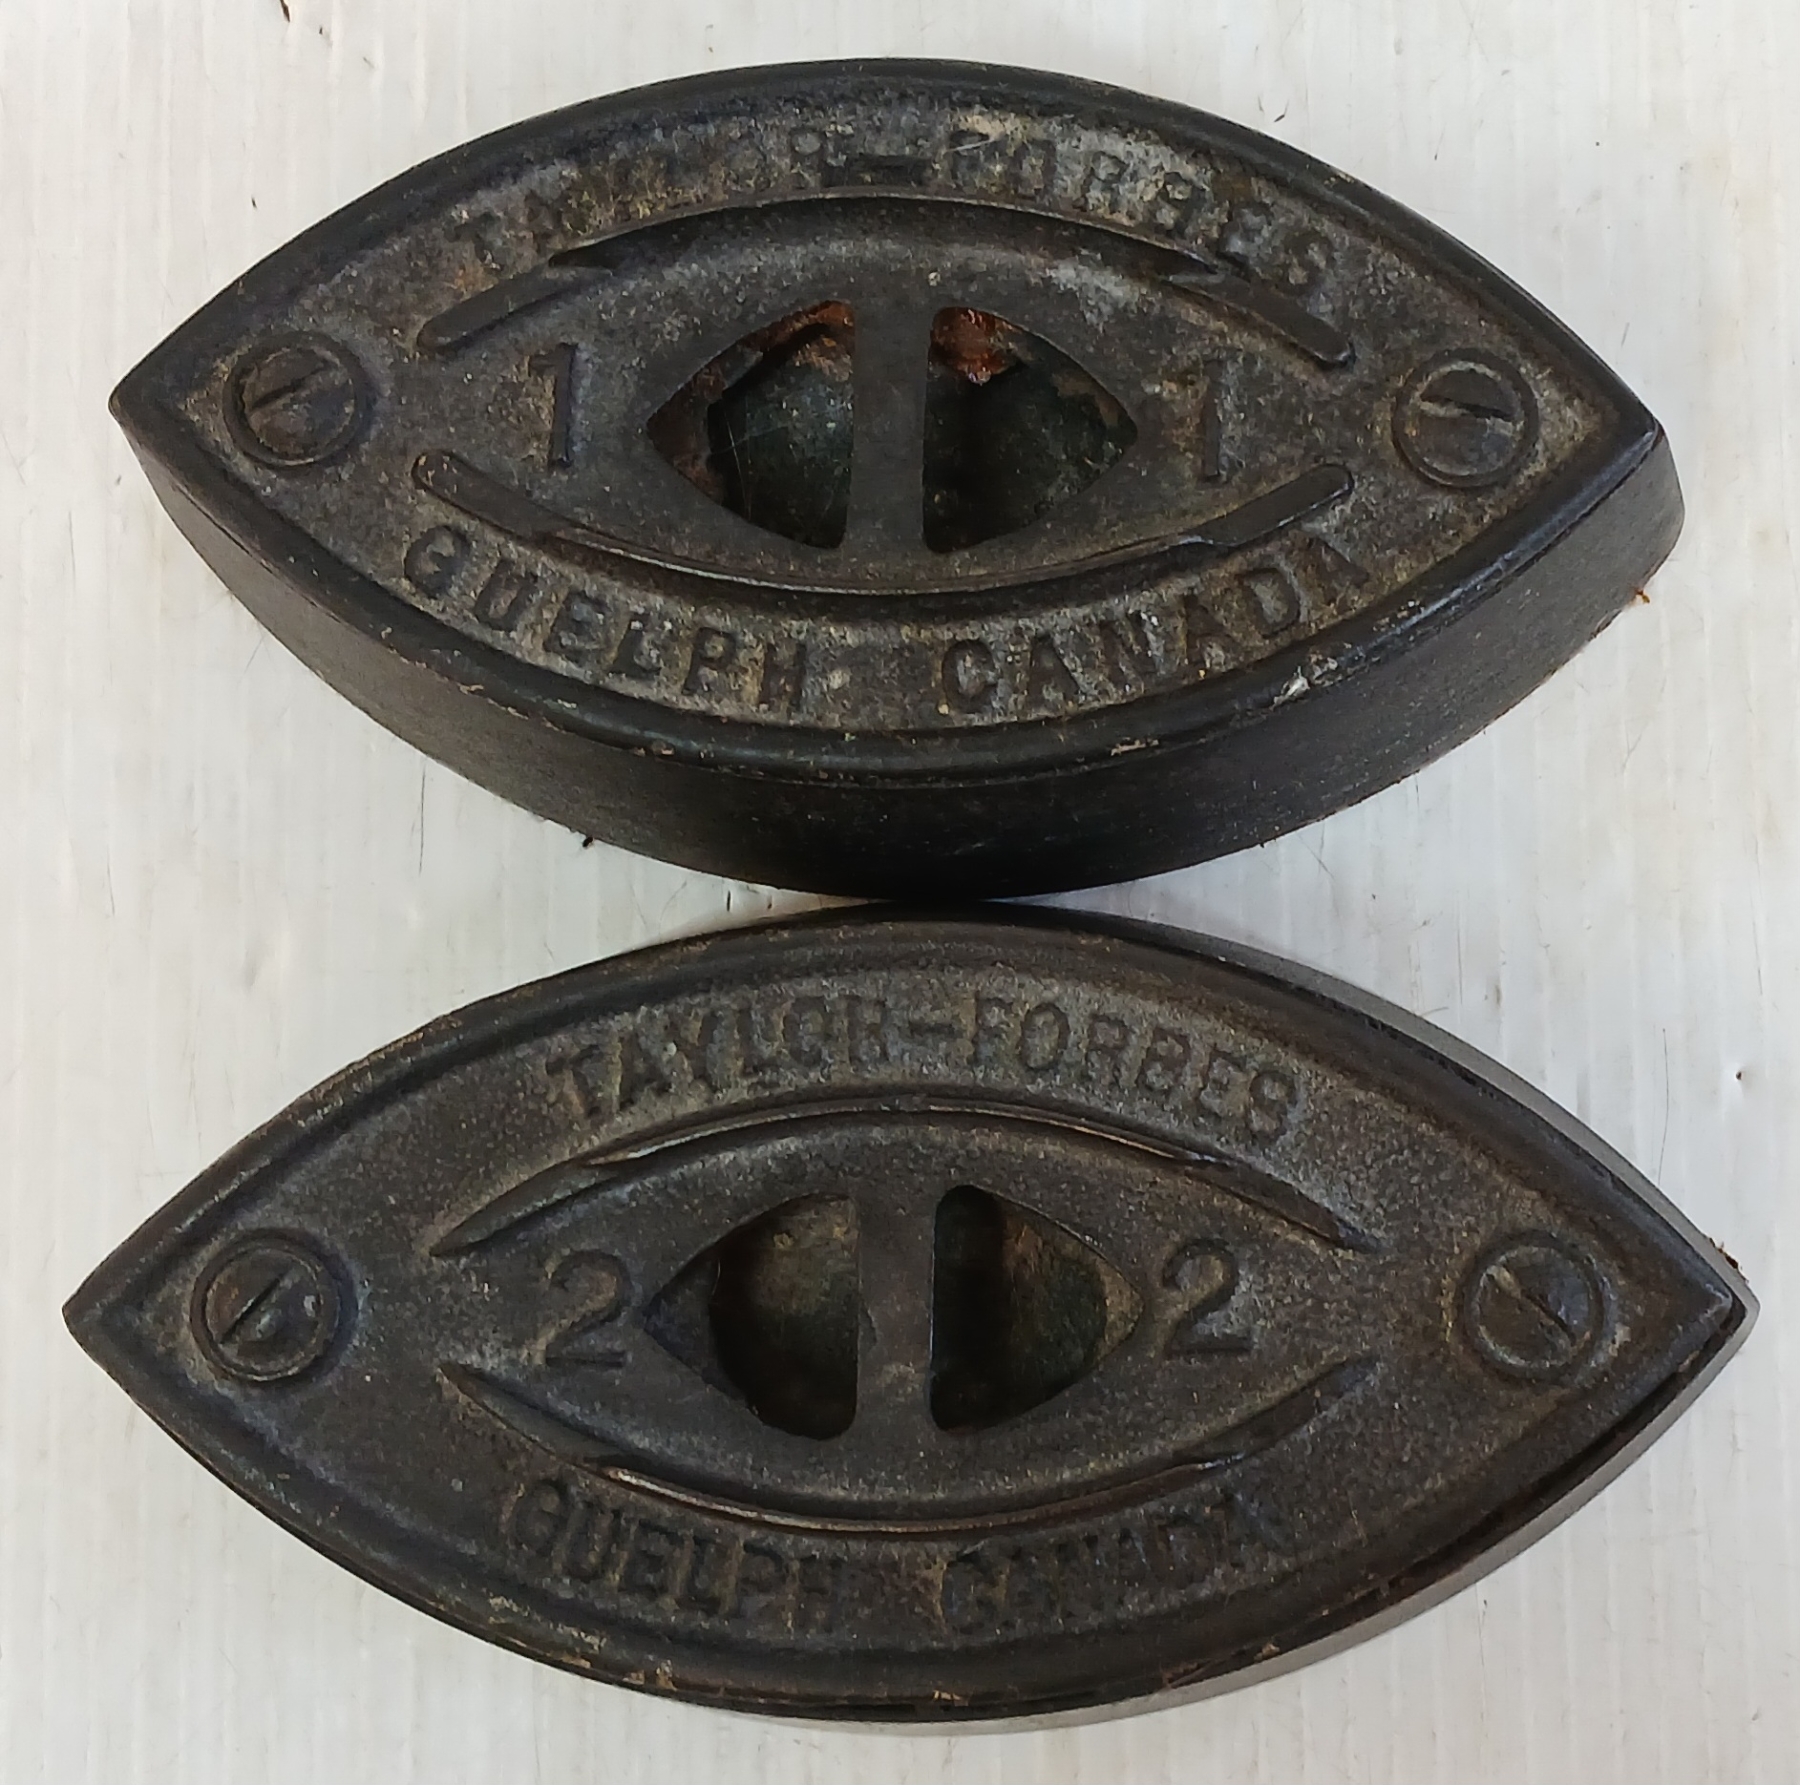 TAYLOR-FORBES
1 1
GUELPH CANADA
TAYLOR-FORBES
2 2
GUELPH CANADA